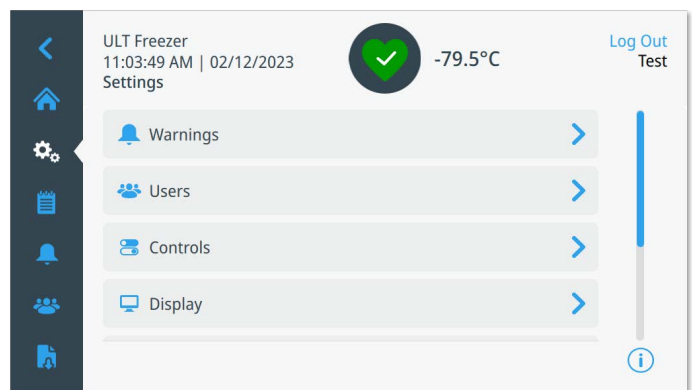 ULT Freezer
11:03:49 AM | 02/12/2023
Settings
-79.5°C
Log Out
Test
Warnings
Users
Controls
Display